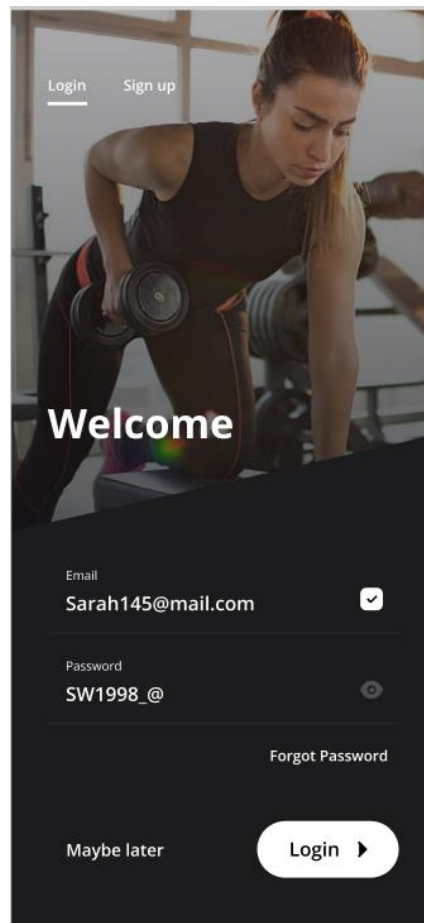 Login Sign up
Welcome
Email
Sarah145@mail.com
Password
SW1998_@
Forgot Password
Maybe later Login